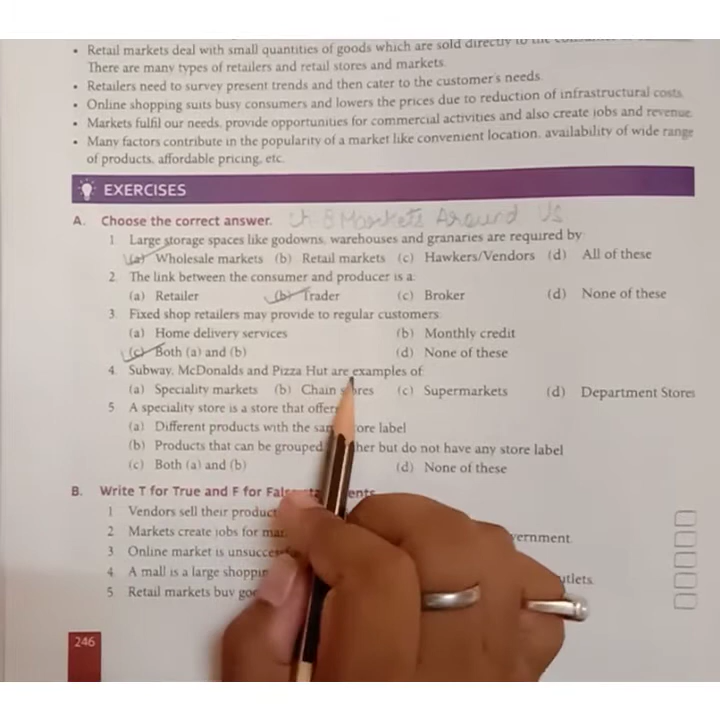 • Retail markets deal with small quantities of goods which are sold directly to the
There are many types of retailers and retail stores and markets.
• Retailers need to survey present trends and then cater to the customer's needs.
• Online shopping suits busy consumers and lowers the prices due to reduction of infrastructural costs.
• Markets fulfil our needs, provide opportunities for commercial activities and also create jobs and revenue.
• Many factors contribute in the popularity of a market like convenient location, availability of wide range
of products, affordable pricing, etc.
EXERCISES
A. Choose the correct answer. Ch 8 Markets Around Us
1. Large storage spaces like godowns, warehouses and granaries are required by:
(a) Wholesale markets (b) Retail markets (c) Hawkers/Vendors (d) All of these
2. The link between the consumer and producer is a:
(a) Retailer (b) Trader (c) Broker (d) None of these
3. Fixed shop retailers may provide to regular customers:
(a) Home delivery services (b) Monthly credit
(c) Both (a) and (b) (d) None of these
4. Subway, McDonalds and Pizza Hut are examples of:
(a) Speciality markets (b) Chain (c) Supermarkets (d) Department Stores
5. A speciality store is a store that offer
(a) Different products with the label
(b) Products that can be grouped but do not have any store label
(c) Both (a) and (b) (d) None of these
B. Write T for True and F for
1. Vendors sell their
2. Markets create jobs for
3. Online market is
4. A mall is a large
5. Retail markets buy
246